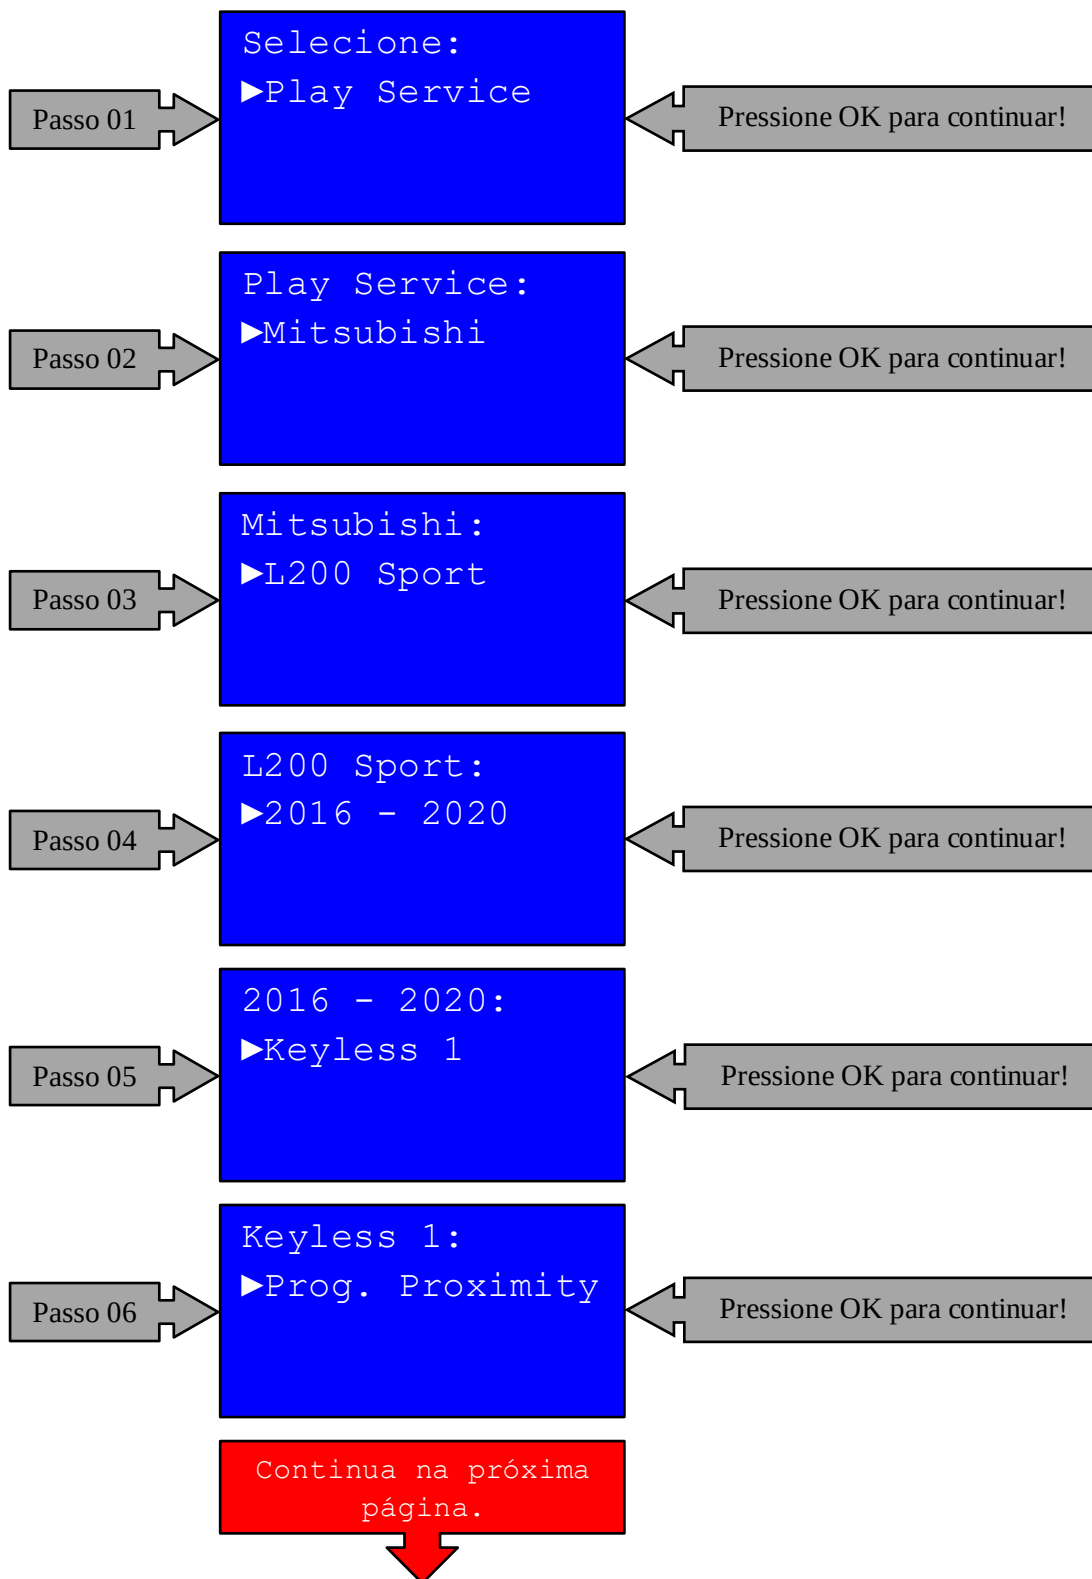 Selecione:
►Play Service
Passo 01
Pressione OK para continuar!
Play Service:
►Mitsubishi
Passo 02
Pressione OK para continuar!
Mitsubishi:
►L200 Sport
Passo 03
Pressione OK para continuar!
L200 Sport:
►2016 - 2020
Passo 04
Pressione OK para continuar!
2016 - 2020:
►Keyless 1
Passo 05
Pressione OK para continuar!
Keyless 1:
►Prog. Proximity
Passo 06
Pressione OK para continuar!
Continua na próxima
página.